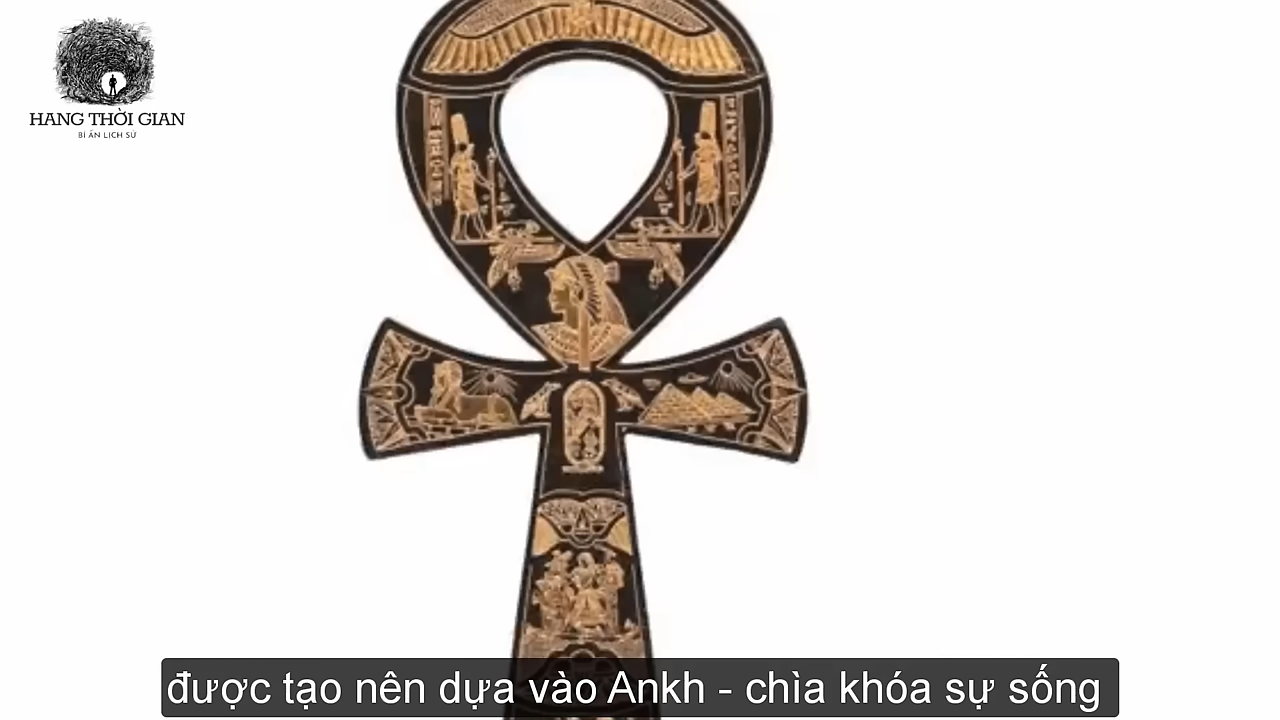 HANG THỜI GIAN
BÍ ẨN LỊCH SỬ
được tạo nên dựa vào Ankh - chìa khóa sự sống